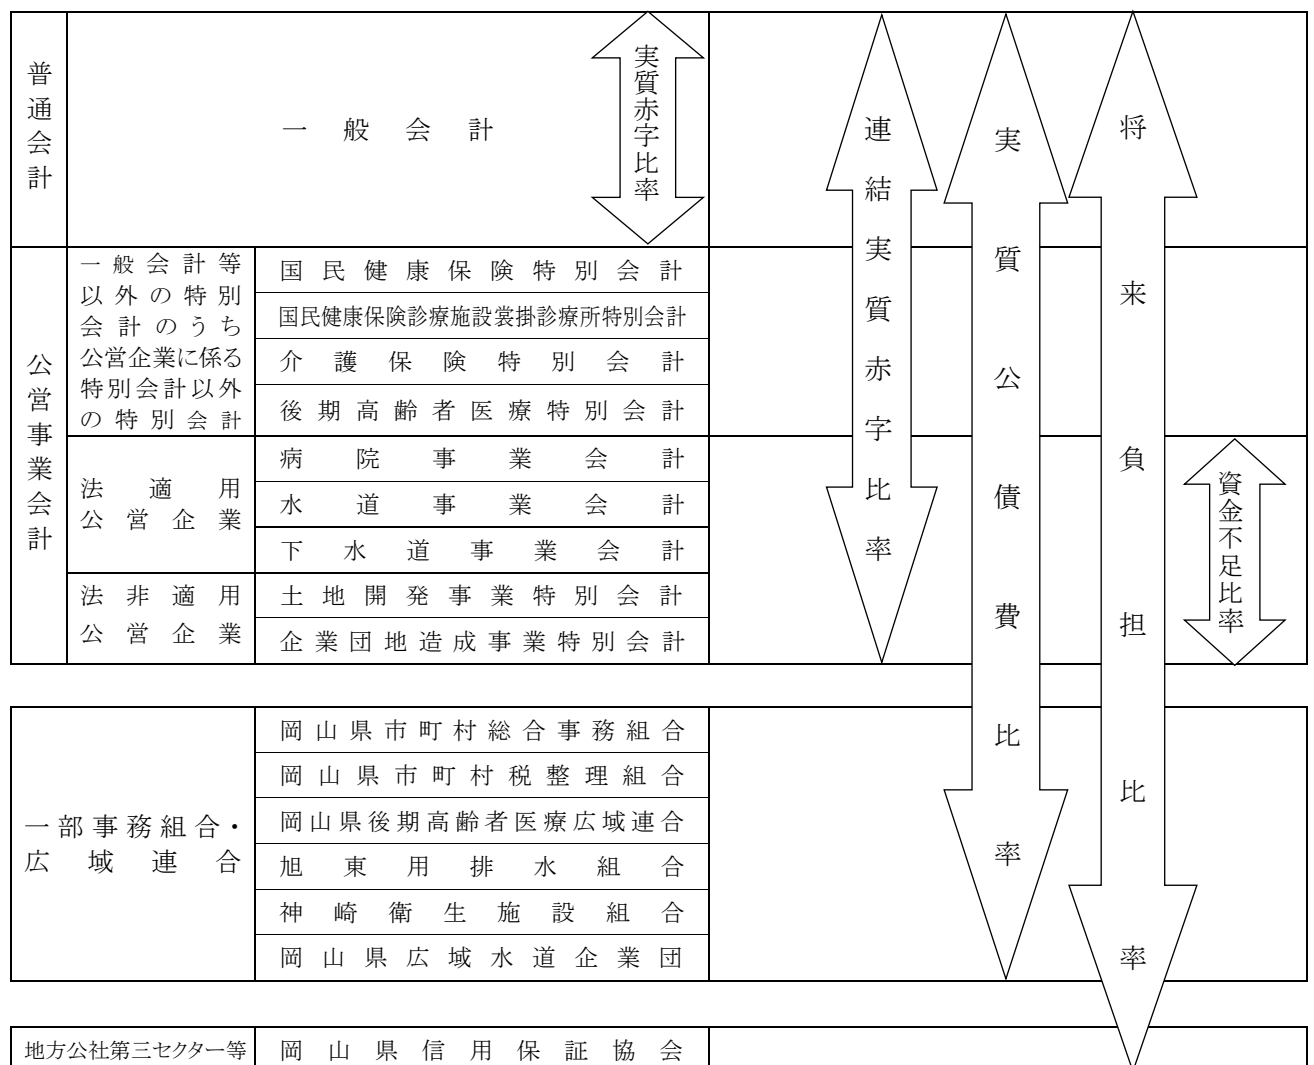 普通会計
一般会計
実質赤字比率
連結実質赤字比率
実質公債費比率
将来負担比率
公営事業会計
一般会計等
以外の特別
会計のうち
公営企業に係る
特別会計以外
の特別会計
国民健康保険特別会計
国民健康保険診療施設裳掛診療所特別会計
介護保険特別会計
後期高齢者医療特別会計
法適用
公営企業
病院事業会計
水道事業会計
下水道事業会計
法非適用
公営企業
土地開発事業特別会計
企業団地造成事業特別会計
資金不足比率
一部事務組合・
広域連合
岡山県市町村総合事務組合
岡山県市町村税整理組合
岡山県後期高齢者医療広域連合
旭東用排水組合
神崎衛生施設組合
岡山県広域水道企業団
地方公社第三セクター等
岡山県信用保証協会